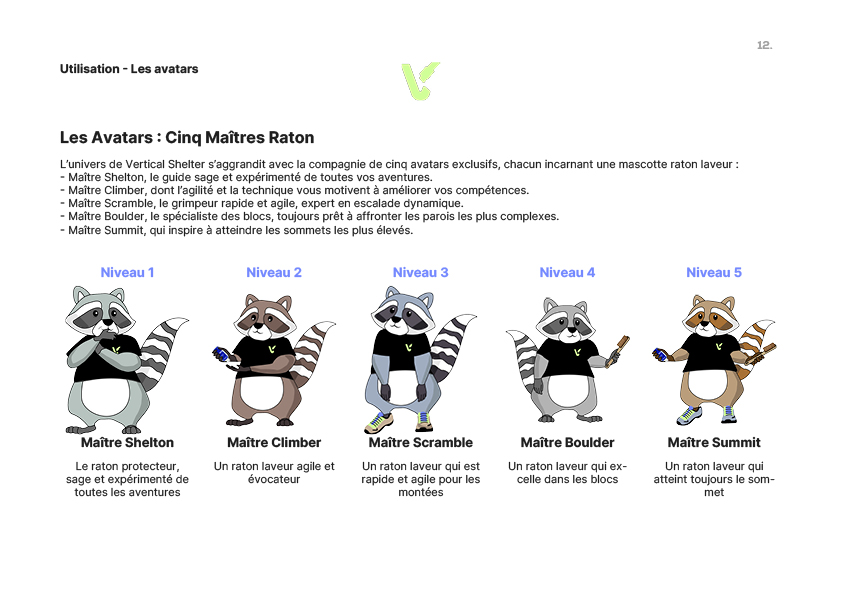 12.
Utilisation - Les avatars
Les Avatars : Cinq Maîtres Raton
L’univers de Vertical Shelter s’aggrandit avec la compagnie de cinq avatars exclusifs, chacun incarnant une mascotte raton laveur :
- Maître Shelton, le guide sage et expérimenté de toutes vos aventures.
- Maître Climber, dont l’agilité et la technique vous motivent à améliorer vos compétences.
- Maître Scramble, le grimpeur rapide et agile, expert en escalade dynamique.
- Maître Boulder, le spécialiste des blocs, toujours prêt à affronter les parois les plus complexes.
- Maître Summit, qui inspire à atteindre les sommets les plus élevés.
Niveau 1
Niveau 2
Niveau 3
Niveau 4
Niveau 5
Maître Shelton
Maître Climber
Maître Scramble
Maître Boulder
Maître Summit
Le raton protecteur,
sage et expérimenté de
toutes les aventures
Un raton laveur agile et
évocateur
Un raton laveur qui est
rapide et agile pour les
montées
Un raton laveur qui ex-
celle dans les blocs
Un raton laveur qui
atteint toujours le som-
met